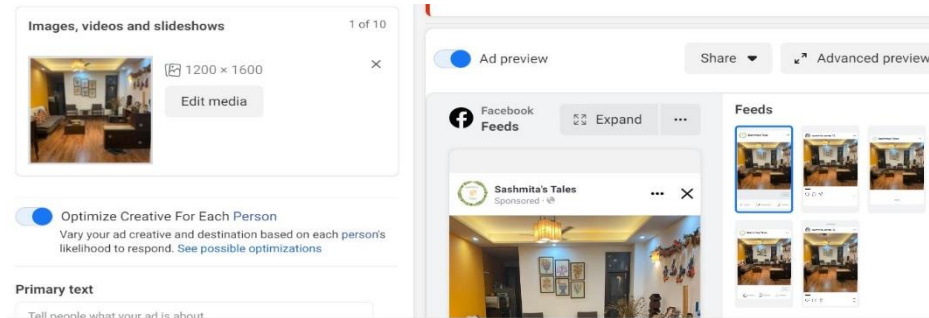 Images, videos and slideshows
1 of 10
1200 × 1600
Edit media
Optimize Creative For Each Person
Vary your ad creative and destination based on each person's
likelihood to respond. See possible optimizations
Primary text
Tell people what your ad is about
Ad preview
Share
Advanced preview
Facebook
Feeds
Expand
Sashmita's Tales
Sponsored
Feeds